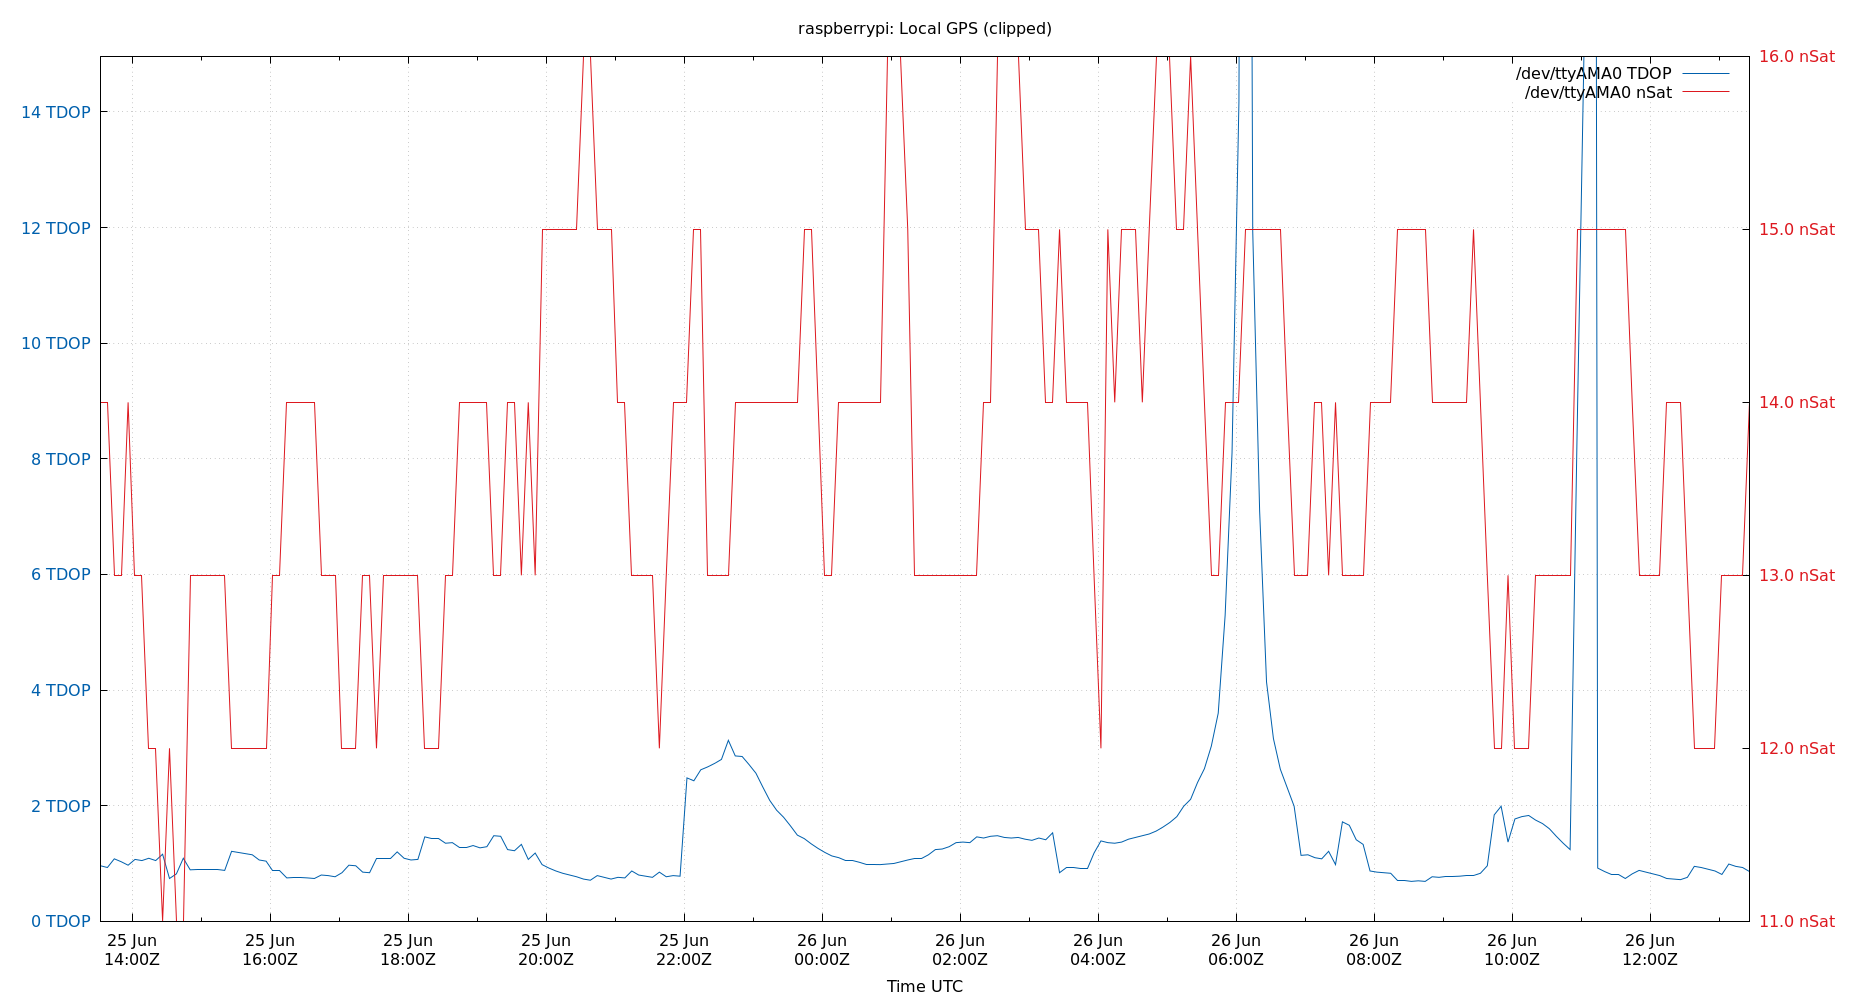 raspberrypi: Local GPS (clipped)
16.0 nSat
/dev/ttyAMA0 TDOP
/dev/ttyAMA0 nSat
14 TDOP
12 TDOP
15.0 nSat
10 TDOP
14.0 nSat
8 TDOP
6 TDOP
13.0 nSat
4 TDOP
12.0 nSat
2 TDOP
0 TDOP
11.0 nSat
25 Jun 25 Jun 25 Jun 25 Jun 25 Jun 26 Jun 26 Jun 26 Jun 26 Jun 26 Jun 26 Jun 26 Jun
14:00Z 16:00Z 18:00Z 20:00Z 22:00Z 00:00Z 02:00Z 04:00Z 06:00Z 08:00Z 10:00Z 12:00Z
Time UTC